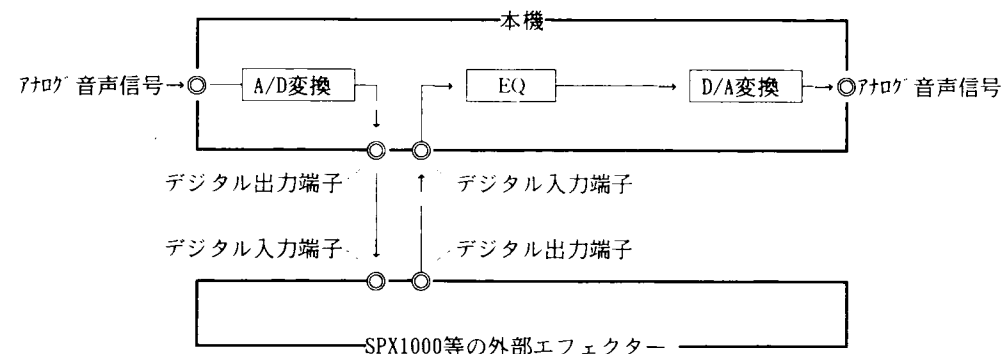 本機
ｱﾅﾛｸﾞ 音声信号
A/D変換
EQ
D/A変換
ｱﾅﾛｸﾞ 音声信号
デジタル出力端子
デジタル入力端子
デジタル入力端子
デジタル出力端子
SPX1000等の外部エフェクター